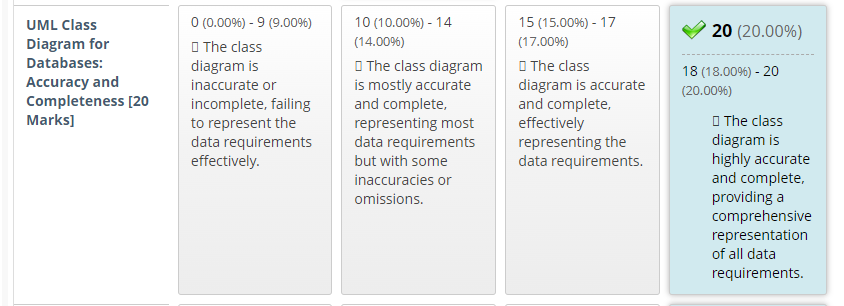 UML Class
Diagram for
Databases:
Accuracy and
Completeness [20
Marks]
0 (0.00%) - 9 (9.00%)
▯ The class
diagram is
inaccurate or
incomplete, failing
to represent the
data requirements
effectively.
10 (10.00%) - 14
(14.00%)
▯ The class diagram
is mostly accurate
and complete,
representing most
data requirements
but with some
inaccuracies or
omissions.
15 (15.00%) - 17
(17.00%)
▯ The class
diagram is accurate
and complete,
effectively
representing the
data requirements.
20 (20.00%)
18 (18.00%) - 20
(20.00%)
▯ The class
diagram is
highly accurate
and complete,
providing a
comprehensive
representation
of all data
requirements.